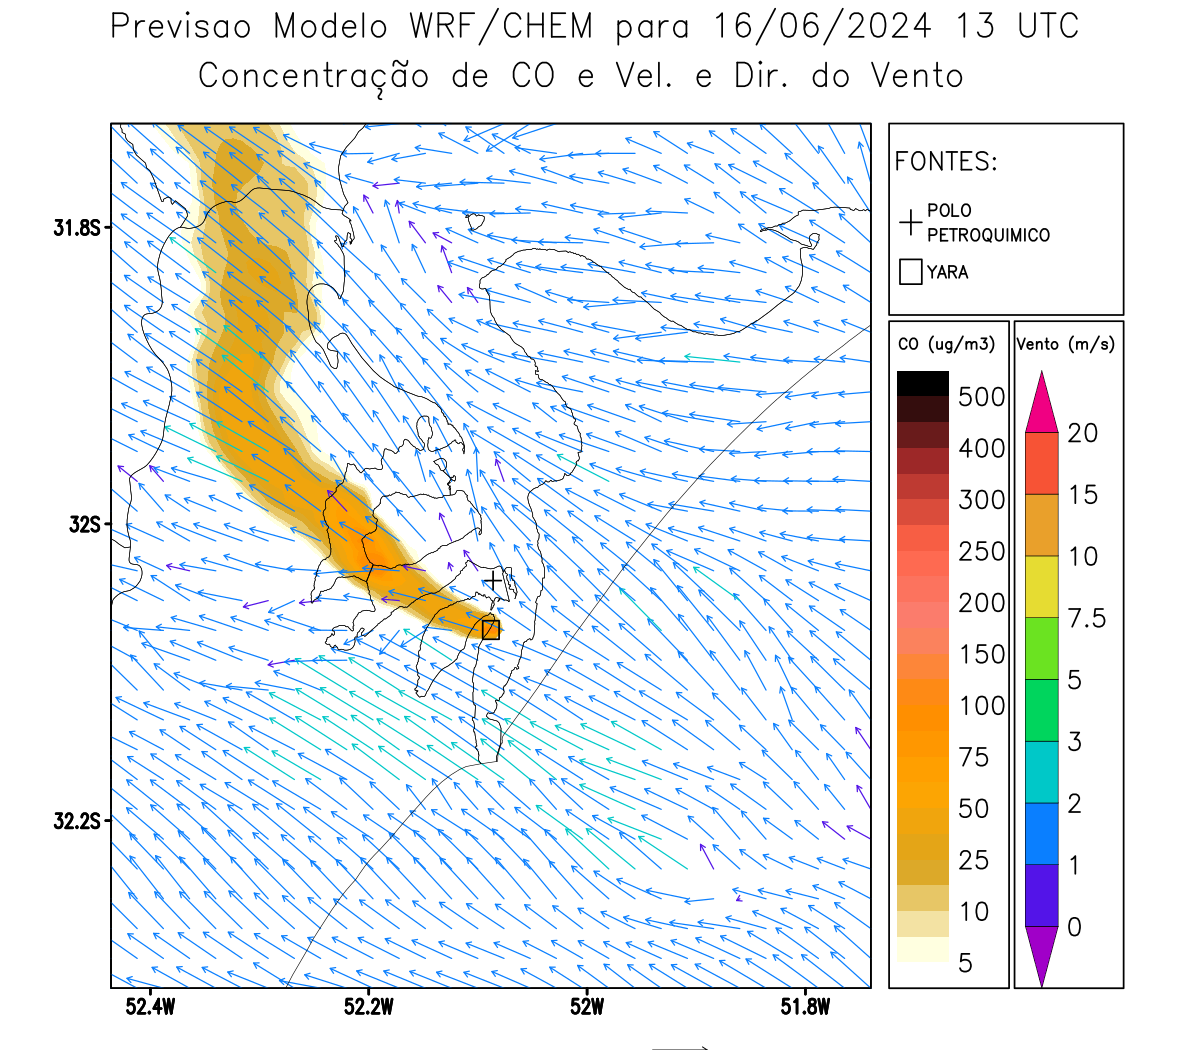 Previsao Modelo WRF/CHEM para 16/06/2024 13 UTC
Concentração de CO e Vel. e Dir. do Vento
FONTES:
POLO
PETROQUIMICO
YARA
CO (ug/m3)
500
400
300
250
200
150
100
75
50
25
10
5
Vento (m/s)
20
15
10
7.5
5
3
2
1
0
31.8S
32S
32.2S
52.4W
52.2W
52W
51.8W